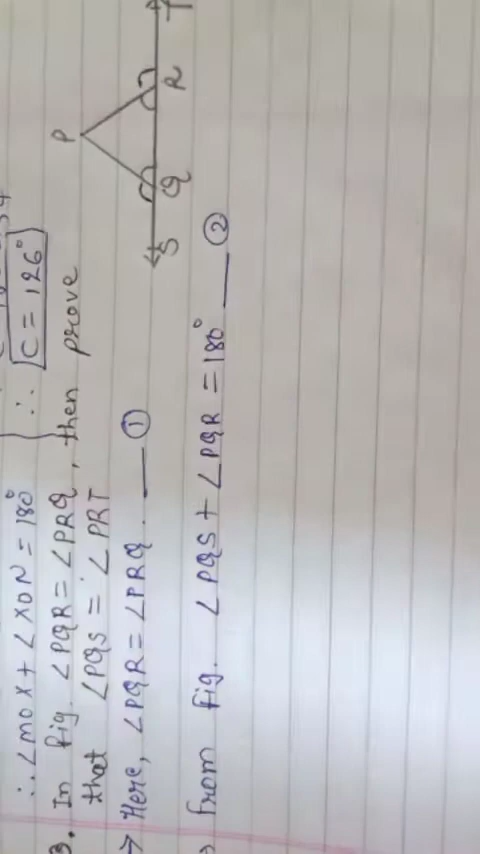 ∴ ∠MOX + ∠XON = 180°
∴ C = 126°
3. In fig. ∠PQR = ∠PRQ, then prove
that ∠PQS = ∠PRT
P
S Q R T
→ Here, ∠PQR = ∠PRQ. — ①
from fig. ∠PQS + ∠PQR = 180° — ②